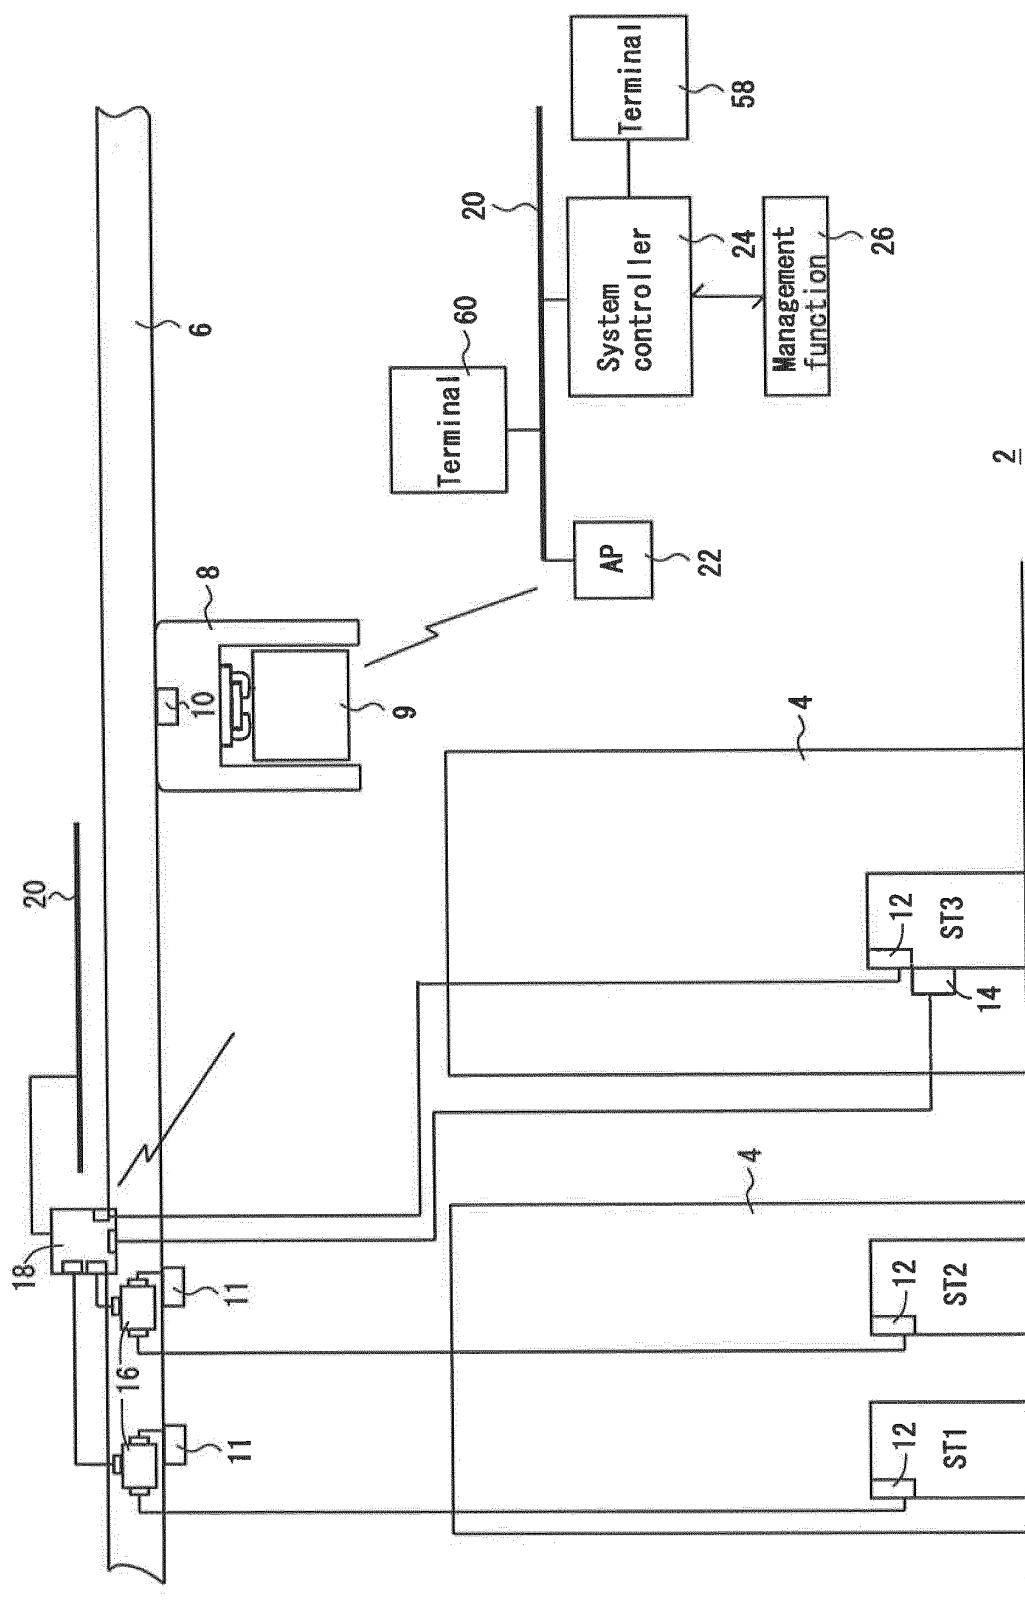 18
20
16
6
8
10
11
11
9
60
Terminal
20
AP
System
controller
Terminal
22
24
58
4
4
Management
function
26
12
12
12
ST1
ST2
ST3
14
2